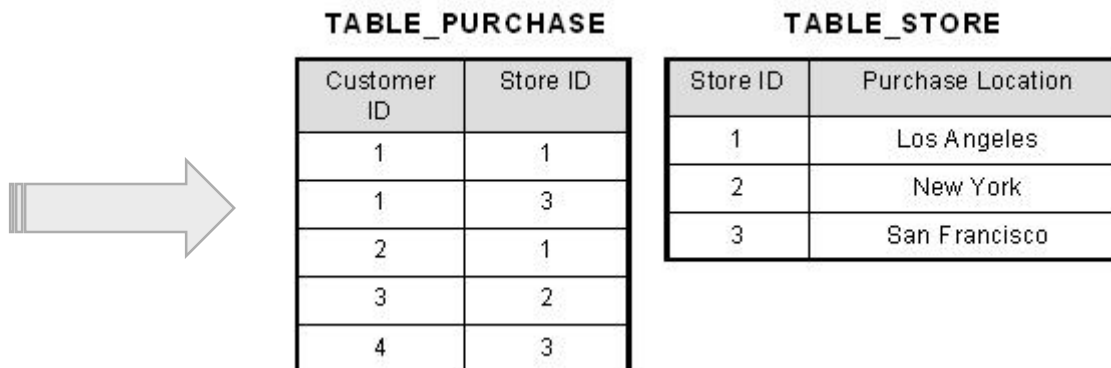 TABLE_PURCHASE
Customer ID Store ID
1 1
1 3
2 1
3 2
4 3
TABLE_STORE
Store ID Purchase Location
1 Los Angeles
2 New York
3 San Francisco